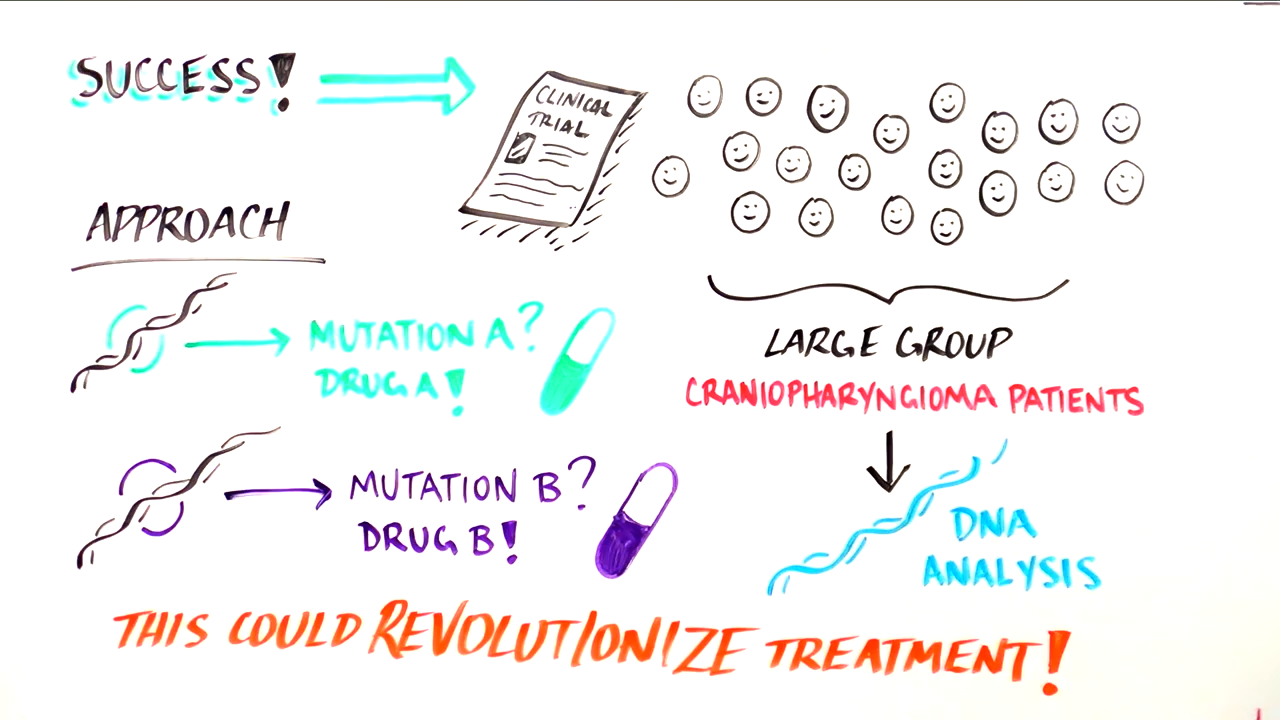 SUCCESS!
CLINICAL
TRIAL
APPROACH
MUTATION A?
DRUG A!
MUTATION B?
DRUG B!
LARGE GROUP
CRANIOPHARYNGIOMA PATIENTS
DNA
ANALYSIS
THIS COULD REVOLUTIONIZE TREATMENT!